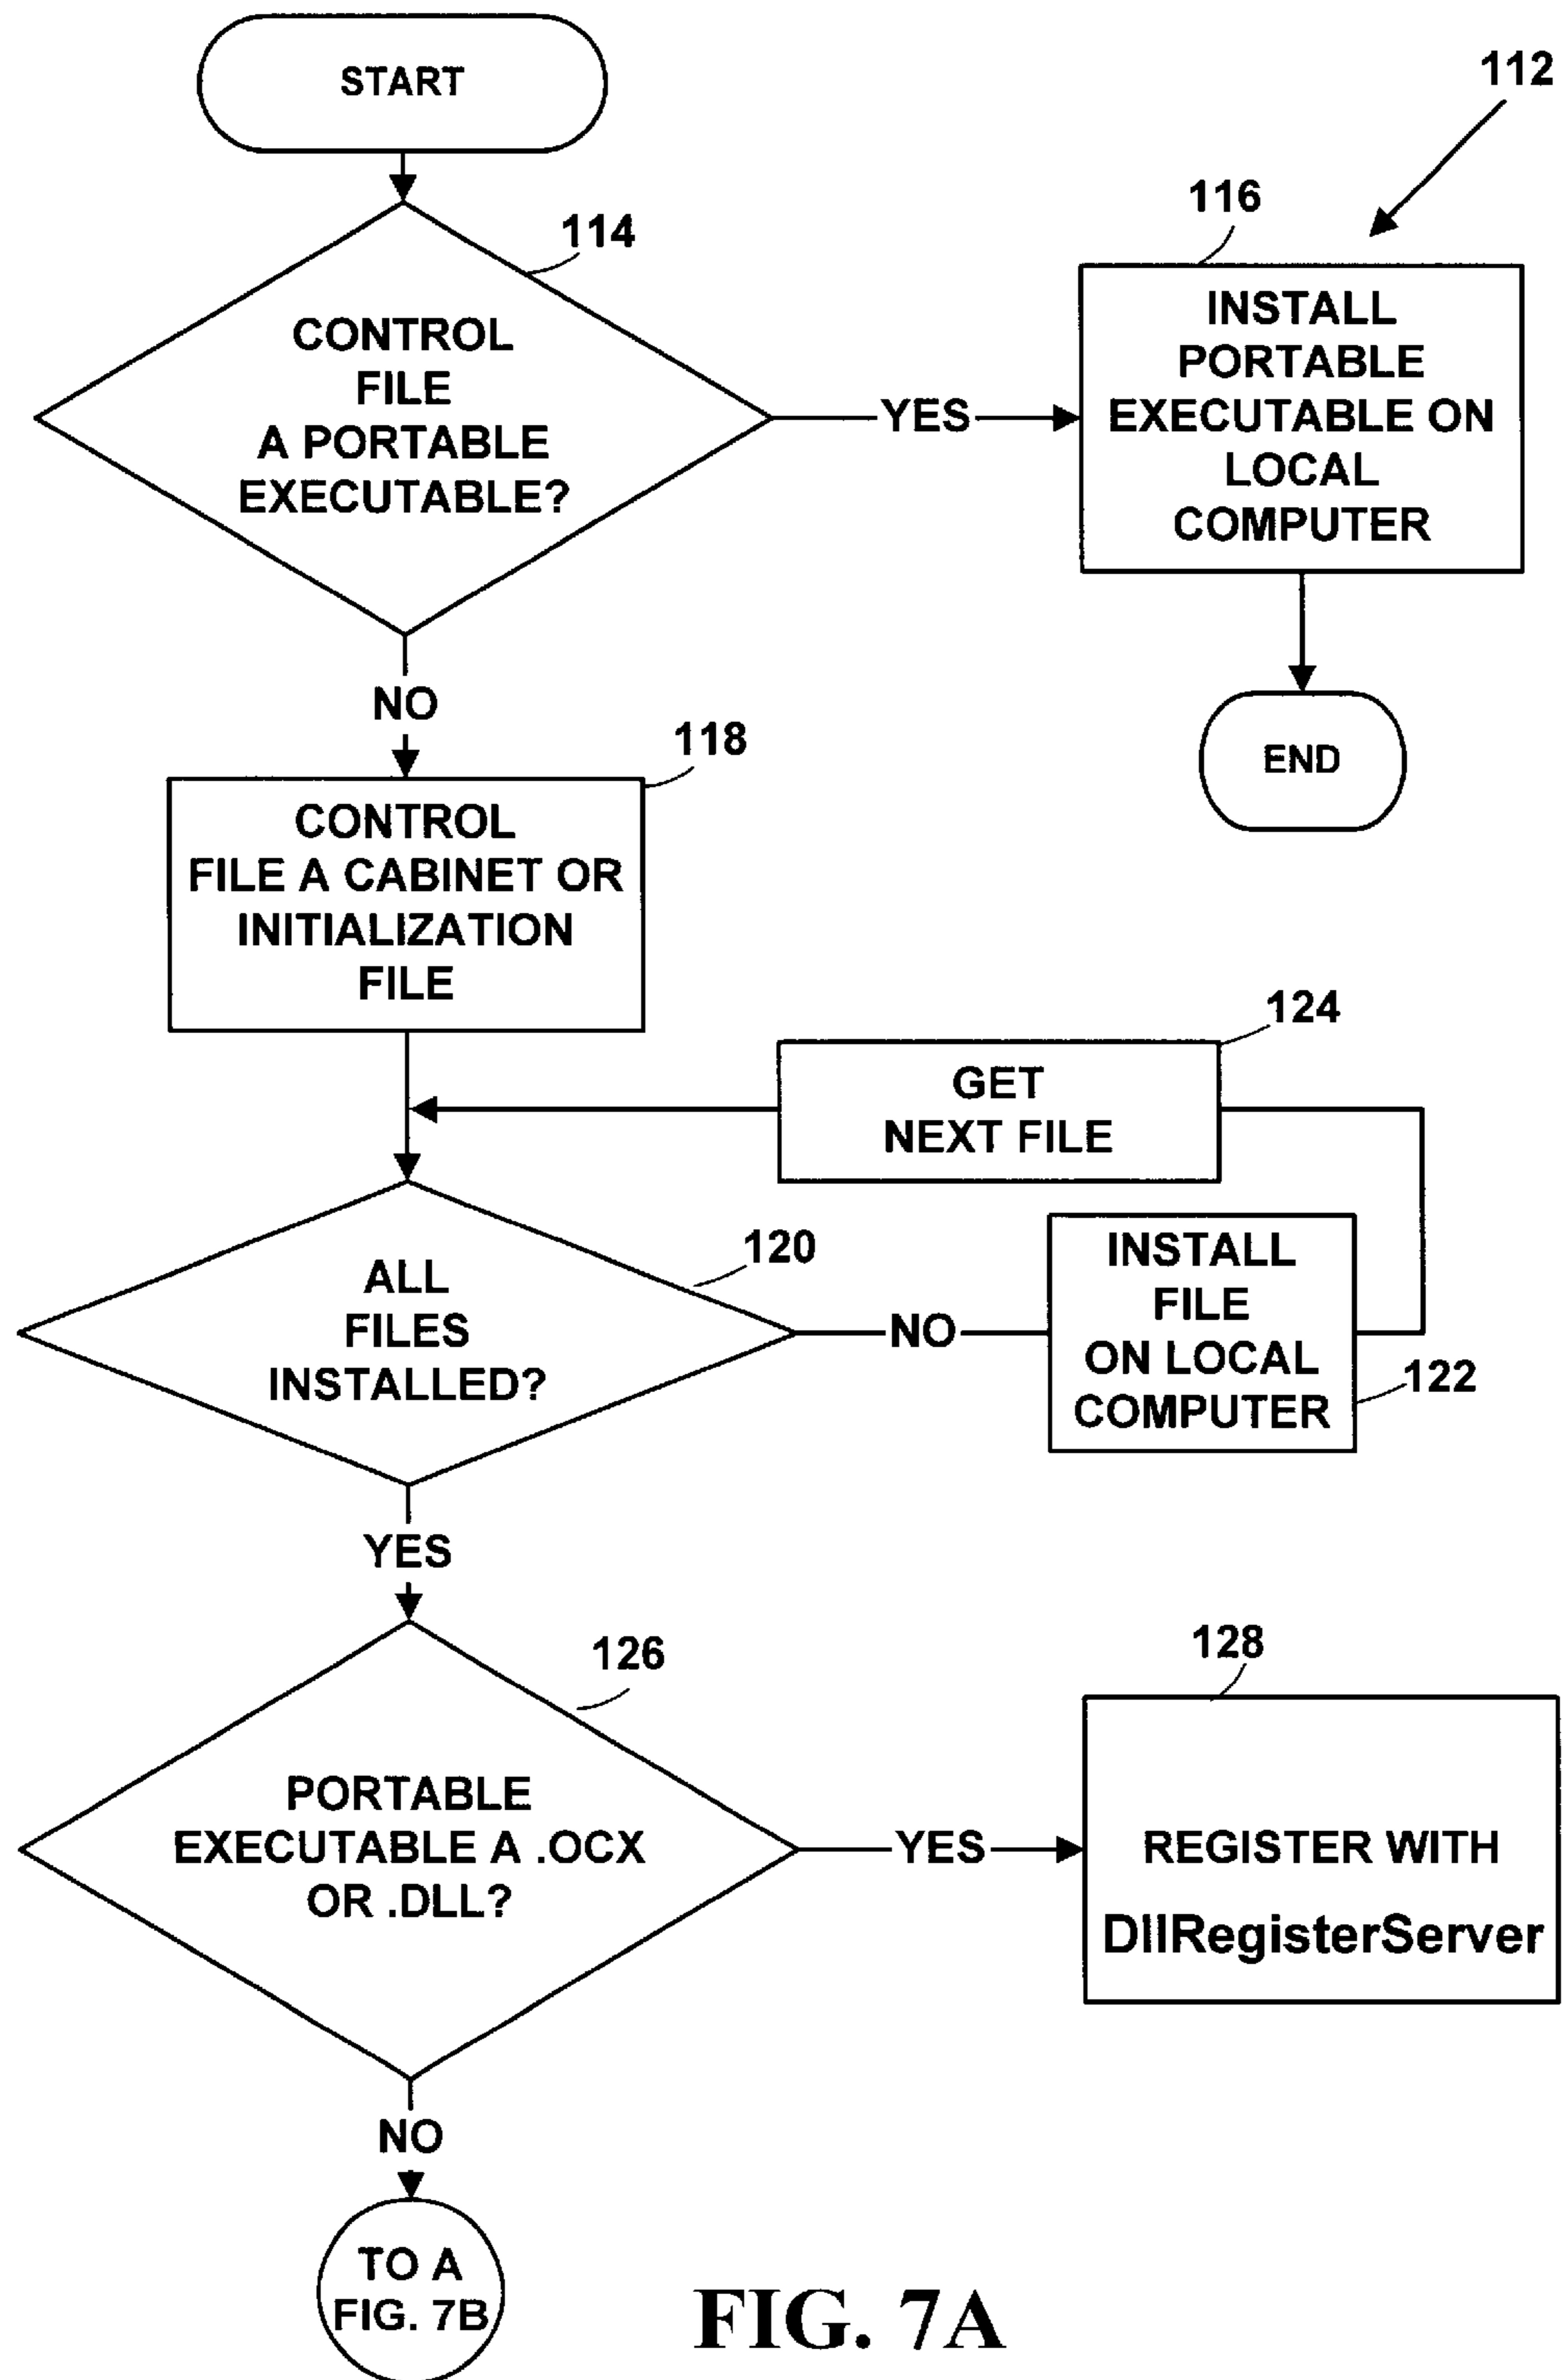 START
112
116
114
CONTROL
FILE
A PORTABLE
EXECUTABLE?
YES
INSTALL
PORTABLE
EXECUTABLE ON
LOCAL
COMPUTER
NO
118
END
CONTROL
FILE A CABINET OR
INITIALIZATION
FILE
124
GET
NEXT FILE
120
ALL
FILES
INSTALLED?
NO
INSTALL
FILE
ON LOCAL
COMPUTER
122
YES
126
128
PORTABLE
EXECUTABLE A .OCX
OR .DLL?
YES
REGISTER WITH
DllRegisterServer
NO
TO A
FIG. 7B
FIG. 7A